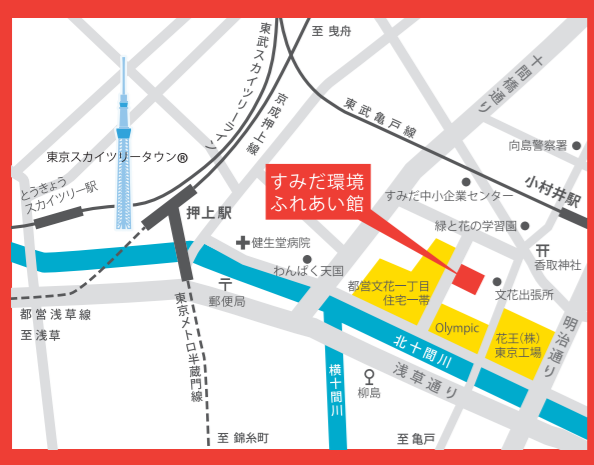 至 曳舟
東武スカイツリーライン
京成押上線
東武亀戸線
十間橋通り
向島警察署
東京スカイツリータウン®
とうきょう
スカイツリー駅
押上駅
すみだ環境
ふれあい館
すみだ中小企業センター
小村井駅
緑と花の学習園
香取神社
健生堂病院
わんぱく天国
郵便局
都営文花一丁目
住宅一帯
文花出張所
都営浅草線
至 浅草
東京メトロ半蔵門線
Olympic
花王(株)
東京工場
明治通り
北十間川
浅草通り
横十間川
柳島
至 錦糸町
至 亀戸